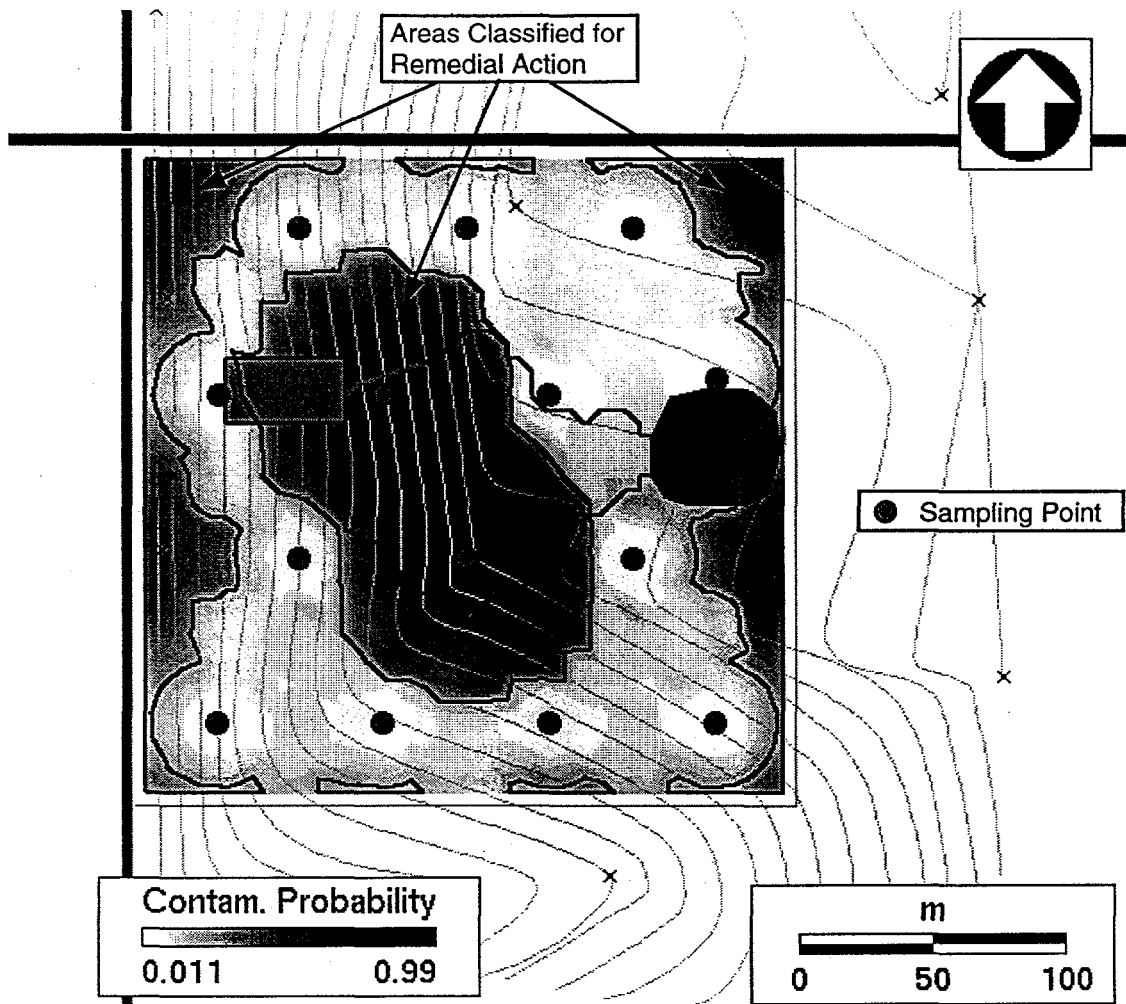 Areas Classified for
Remedial Action
Sampling Point
Contam. Probability
0.011 0.99
m
0 50 100